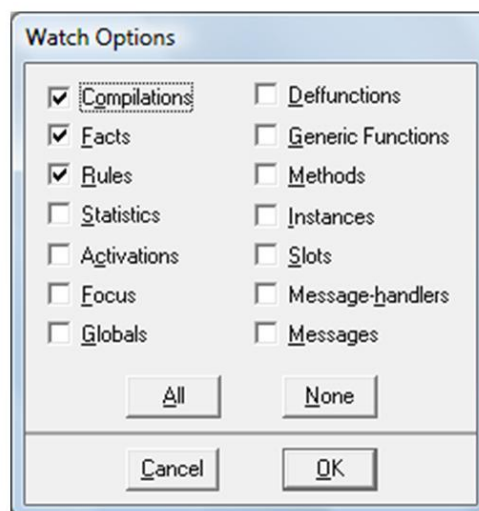 Watch Options
Compilations Deffunctions
Facts Generic Functions
Rules Methods
Statistics Instances
Activations Slots
Focus Message-handlers
Globals Messages
All None
Cancel OK